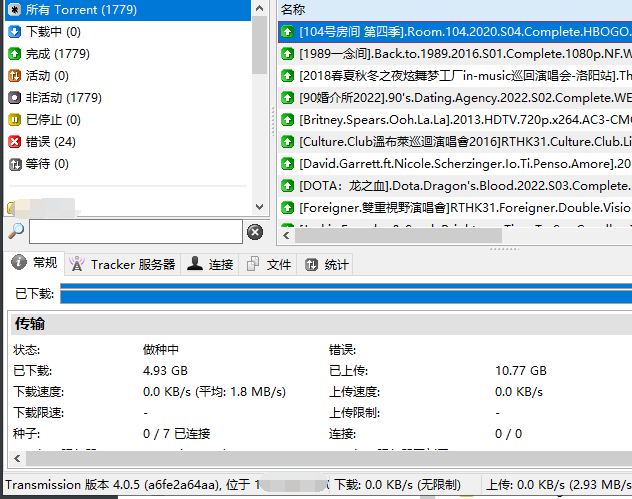 所有 Torrent (1779)
下载中 (0)
完成 (1779)
活动 (0)
非活动 (1779)
已停止 (0)
错误 (24)
等待 (0)
名称
[104号房间 第四季].Room.104.2020.S04.Complete.HBOGO.
[1989一念间].Back.to.1989.2016.S01.Complete.1080p.NF.W
[2018春夏秋冬之夜炫舞梦工厂in-music巡回演唱会-洛阳站].Th
[90婚介所2022].90's.Dating.Agency.2022.S02.Complete.WE
[Britney.Spears.Ooh.La.La].2013.HDTV.720p.x264.AC3-CMC
[Culture.Club溫布萊巡迴演唱會2016]RTHK31.Culture.Club.Li
[David.Garrett.ft.Nicole.Scherzinger.Io.Ti.Penso.Amore].20
[DOTA：龙之血].Dota.Dragon's.Blood.2022.S03.Complete.
[Foreigner.雙重視野演唱會]RTHK31.Foreigner.Double.Visio
常规 Tracker 服务器 连接 文件 统计
已下载:
传输
状态: 做种中 错误:
已下载: 4.93 GB 已上传: 10.77 GB
下载速度: 0.0 KB/s (平均: 1.8 MB/s) 上传速度: 0.0 KB/s
下载限速: - 上传限制: -
种子: 0 / 7 已连接 连接: 0 / 0
Transmission 版本 4.0.5 (a6fe2a64aa), 位于 1 下载: 0.0 KB/s (无限制) 上传: 0.0 KB/s (2.93 MB/s